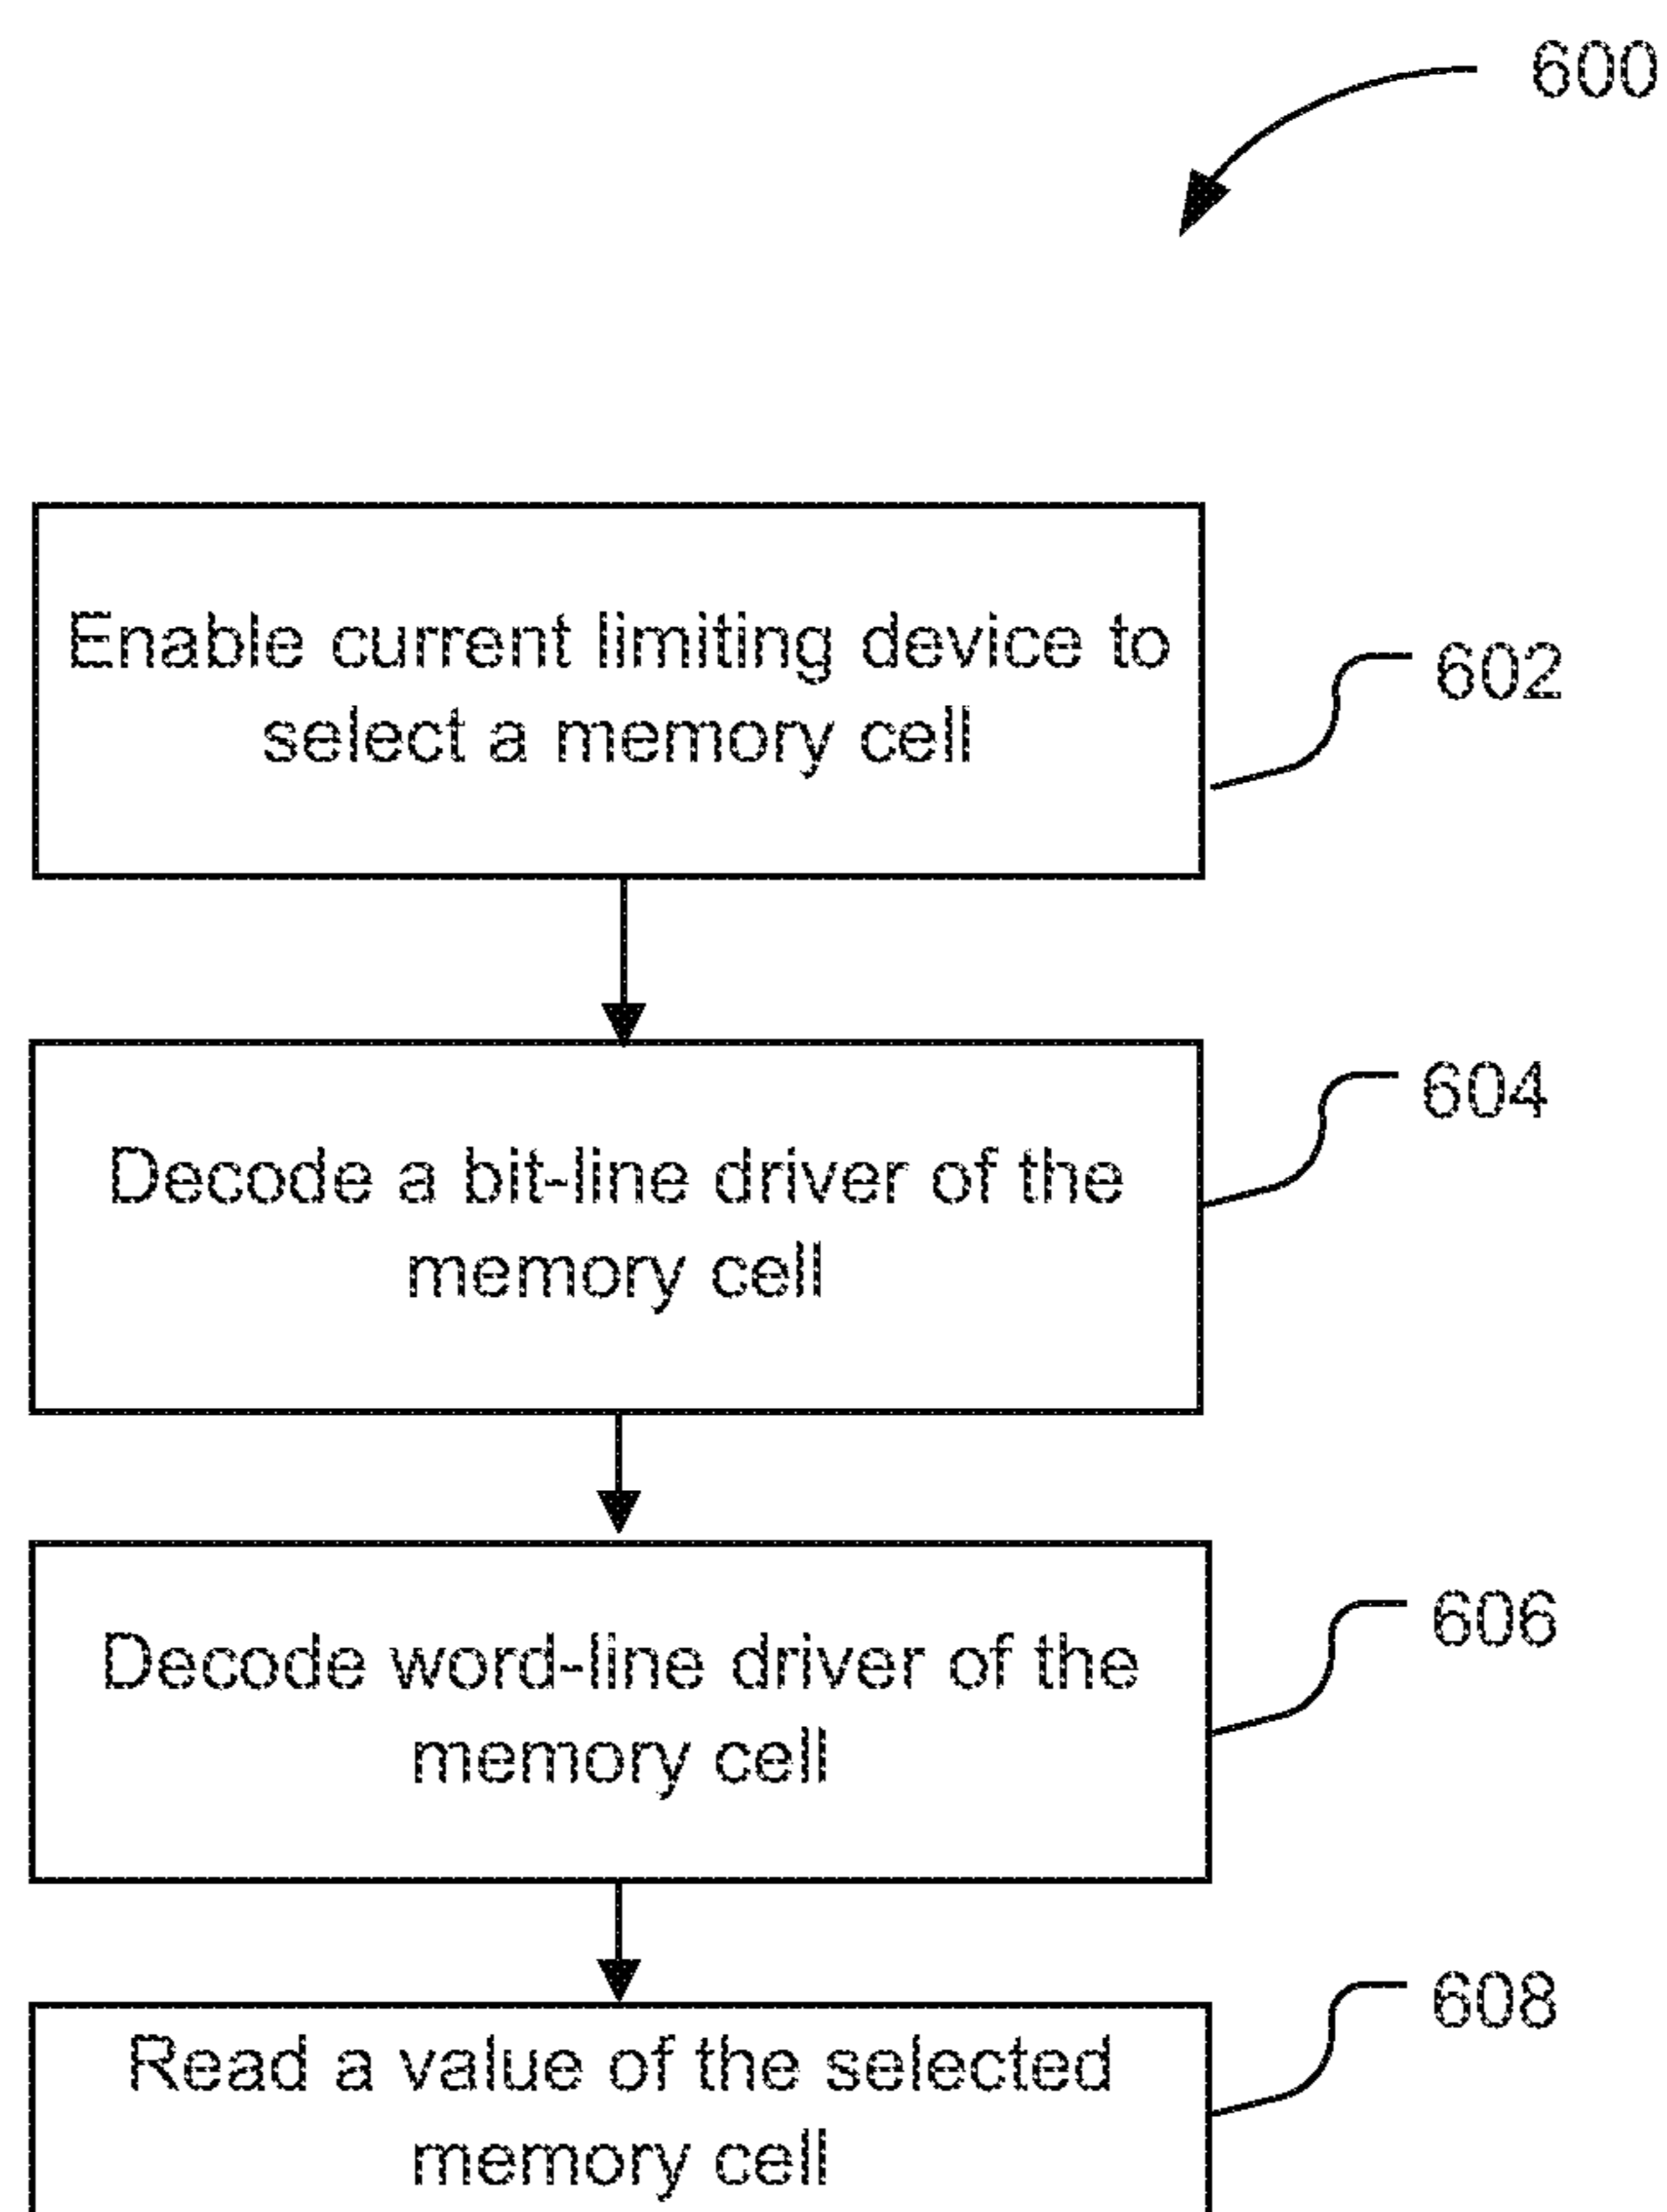 600
Enable current limiting device to
select a memory cell
602
Decode a bit-line driver of the
memory cell
604
Decode word-line driver of the
memory cell
606
Read a value of the selected
memory cell
608